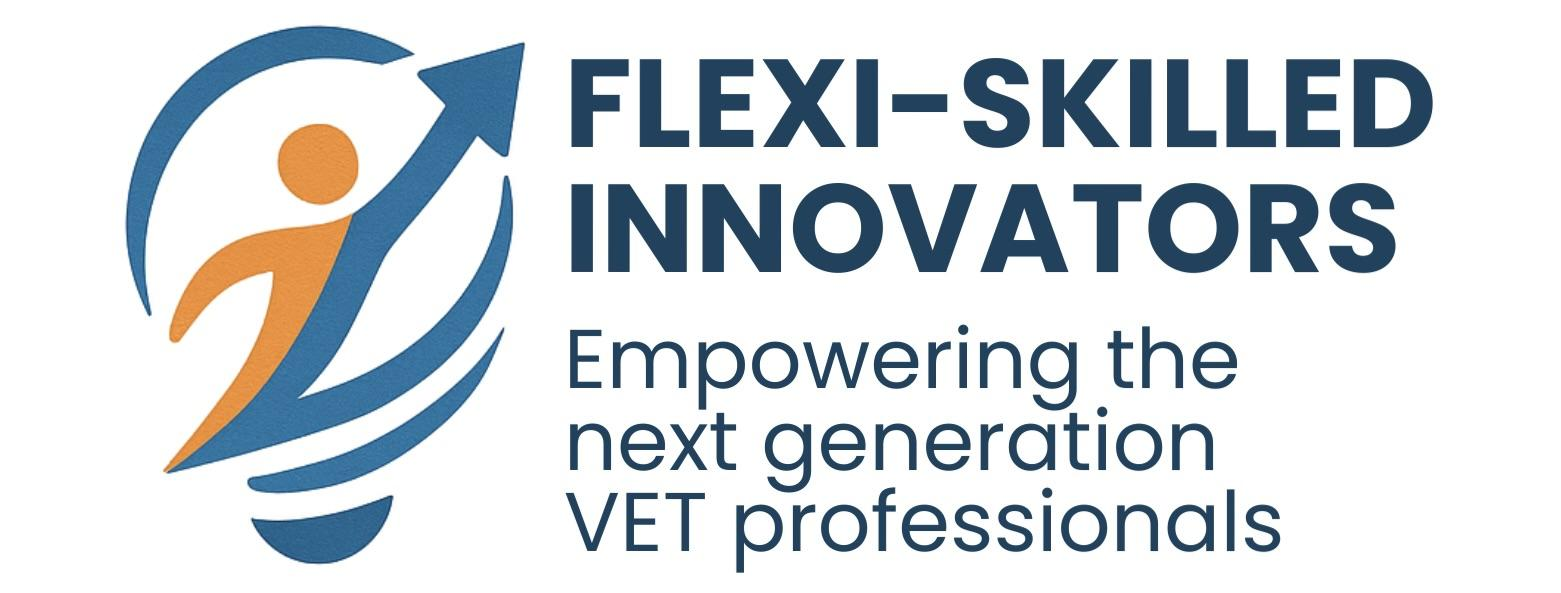 FLEXI-SKILLED
INNOVATORS
Empowering the
next generation
VET professionals